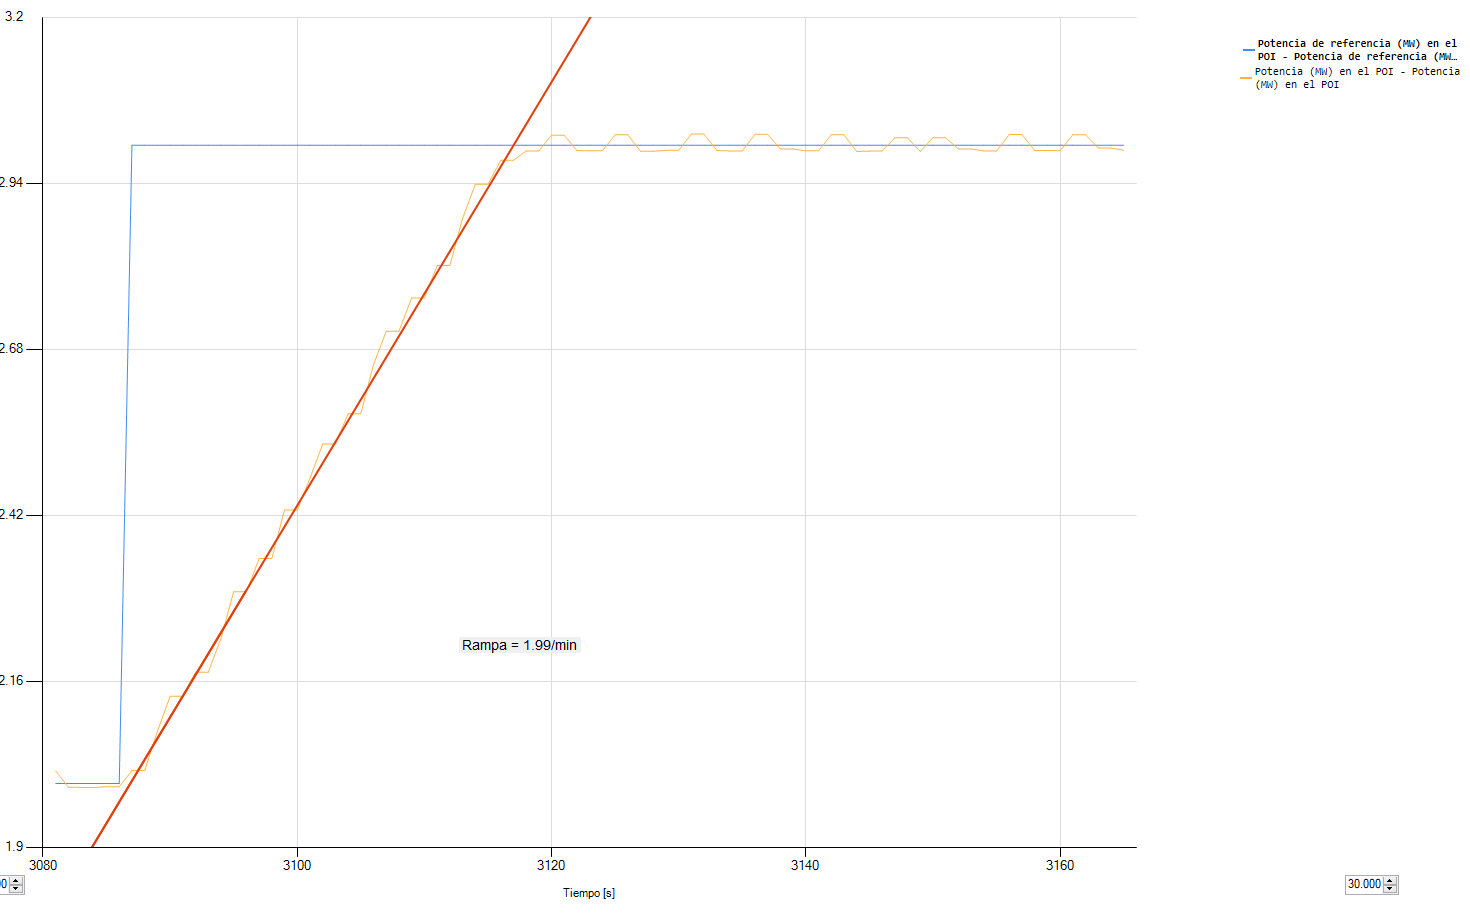 3.2
Potencia de referencia (MW) en el
POI - Potencia de referencia (MW…
Potencia (MW) en el POI - Potencia
(MW) en el POI
2.94
2.68
2.42
Rampa = 1.99/min
2.16
1.9
3080 3100 3120 3140 3160
0 30.000
Tiempo [s]